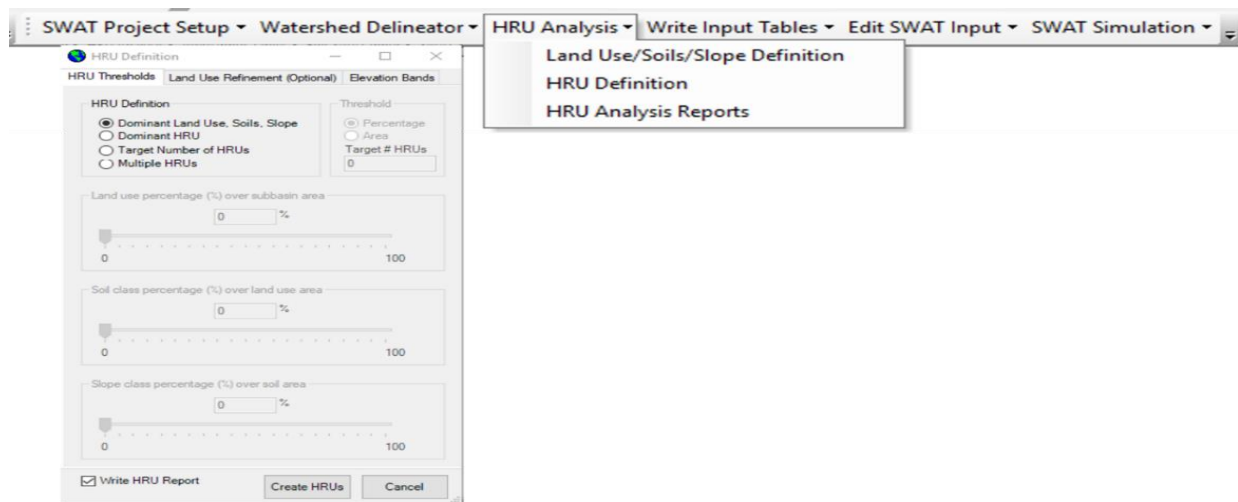 SWAT Project Setup Watershed Delineator HRU Analysis Write Input Tables Edit SWAT Input SWAT Simulation
Land Use/Soils/Slope Definition
HRU Definition
HRU Analysis Reports
HRU Definition
HRU Thresholds Land Use Refinement (Optional) Elevation Bands
HRU Definition
Dominant Land Use, Soils, Slope
Dominant HRU
Target Number of HRUs
Multiple HRUs
Threshold
Percentage
Area
Target # HRUs
0
Land use percentage (%) over subbasin area
0 %
0 100
Soil class percentage (%) over land use area
0 %
0 100
Slope class percentage (%) over soil area
0 %
0 100
Write HRU Report Create HRUs Cancel